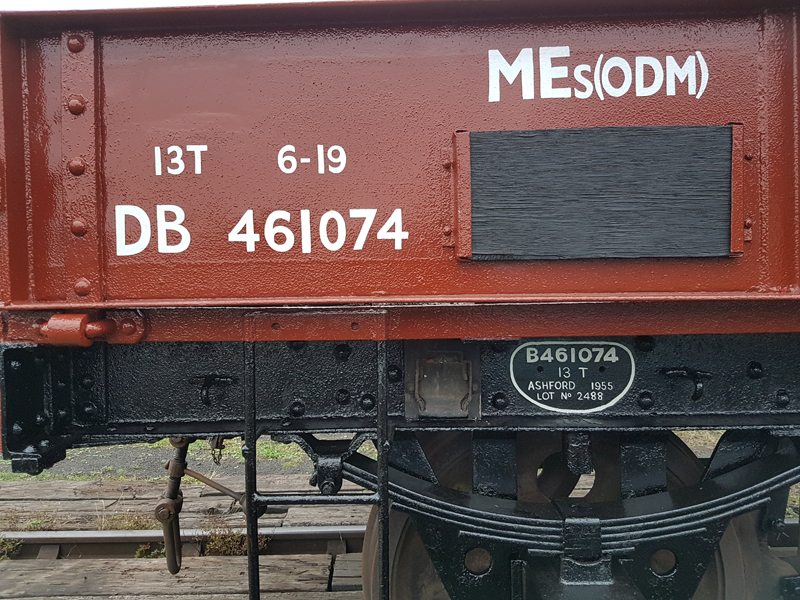 MEs(ODM)
13T 6-19
DB 461074
B461074
13 T
ASHFORD 1955
LOT No 2488